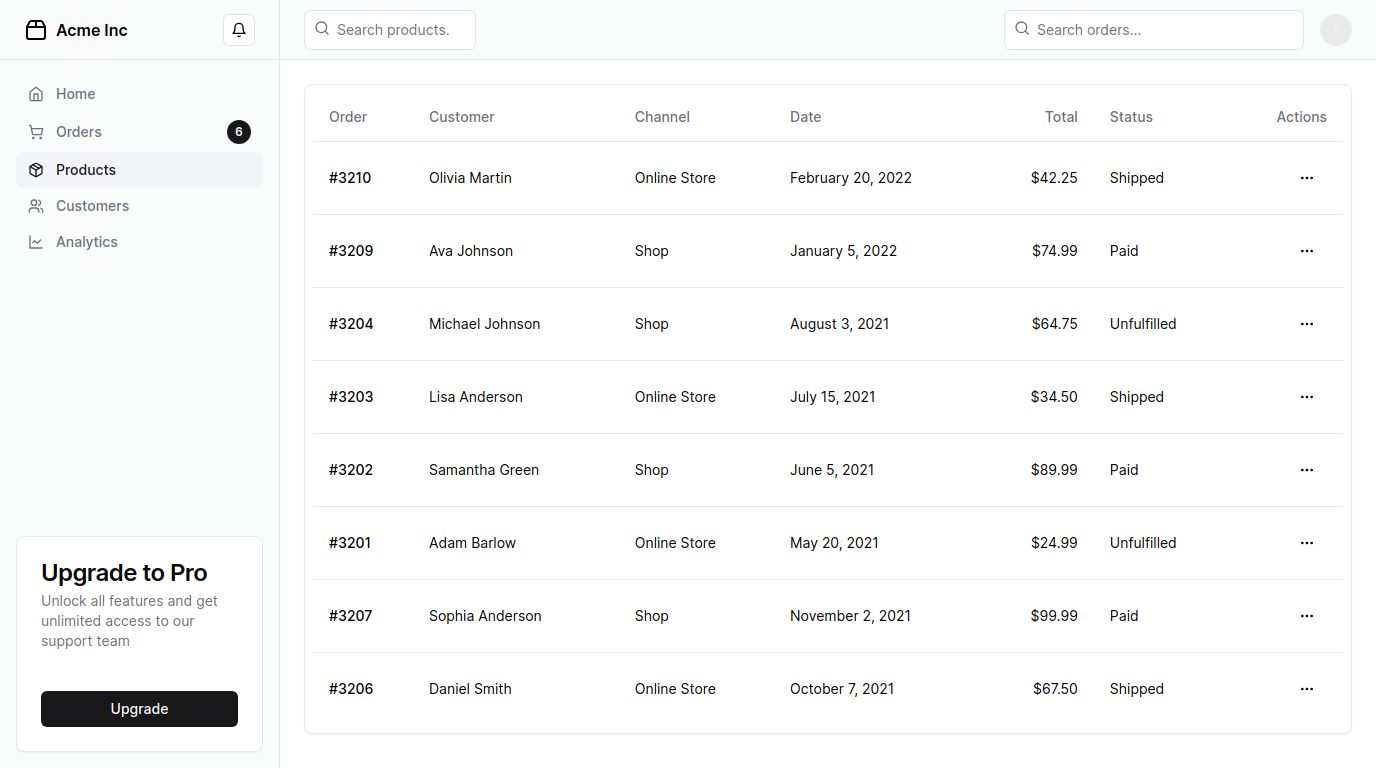 Acme Inc
Search products.
Search orders...
Home
Orders 6
Products
Customers
Analytics
Upgrade to Pro
Unlock all features and get
unlimited access to our
support team
Upgrade
Order Customer Channel Date Total Status Actions
#3210 Olivia Martin Online Store February 20, 2022 $42.25 Shipped
#3209 Ava Johnson Shop January 5, 2022 $74.99 Paid
#3204 Michael Johnson Shop August 3, 2021 $64.75 Unfulfilled
#3203 Lisa Anderson Online Store July 15, 2021 $34.50 Shipped
#3202 Samantha Green Shop June 5, 2021 $89.99 Paid
#3201 Adam Barlow Online Store May 20, 2021 $24.99 Unfulfilled
#3207 Sophia Anderson Shop November 2, 2021 $99.99 Paid
#3206 Daniel Smith Online Store October 7, 2021 $67.50 Shipped